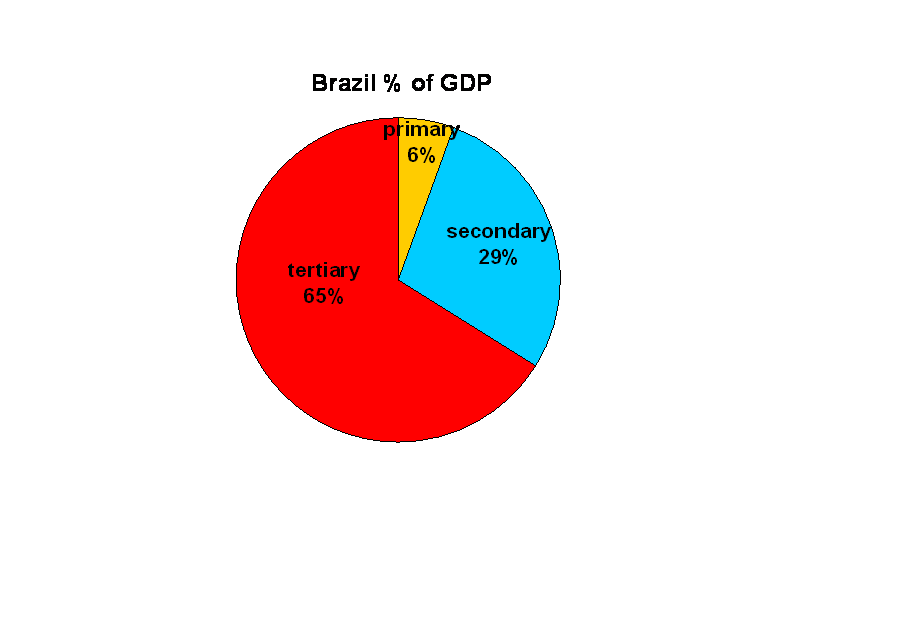 Brazil % of GDP
primary
6%
secondary
29%
tertiary
65%